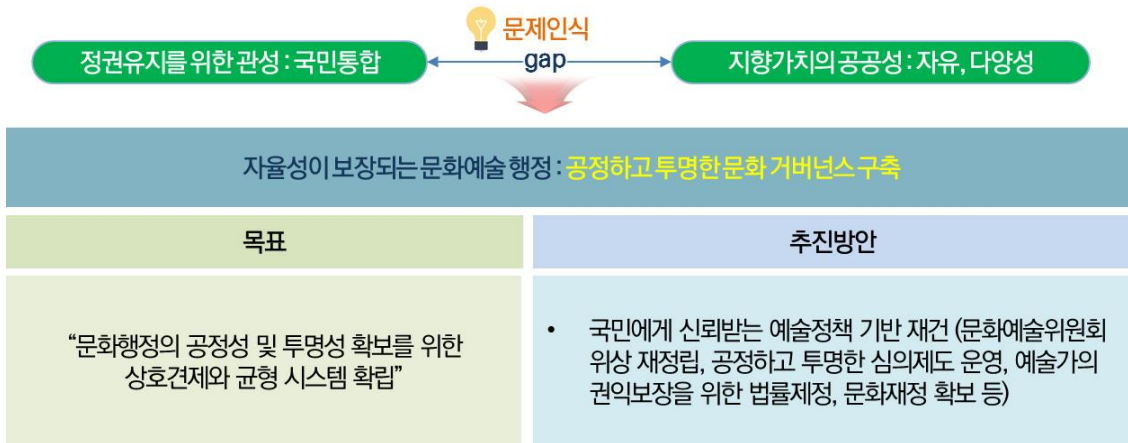 문제인식
정권유지를 위한 관성 : 국민통합
gap
지향가치의 공공성 : 자유, 다양성
자율성이 보장되는 문화예술 행정 : 공정하고 투명한 문화 거버넌스 구축
목표
추진방안
“문화행정의 공정성 및 투명성 확보를 위한
상호견제와 균형 시스템 확립”
• 국민에게 신뢰받는 예술정책 기반 재건 (문화예술위원회
위상 재정립, 공정하고 투명한 심의제도 운영, 예술가의
권익보장을 위한 법률제정, 문화재정 확보 등)